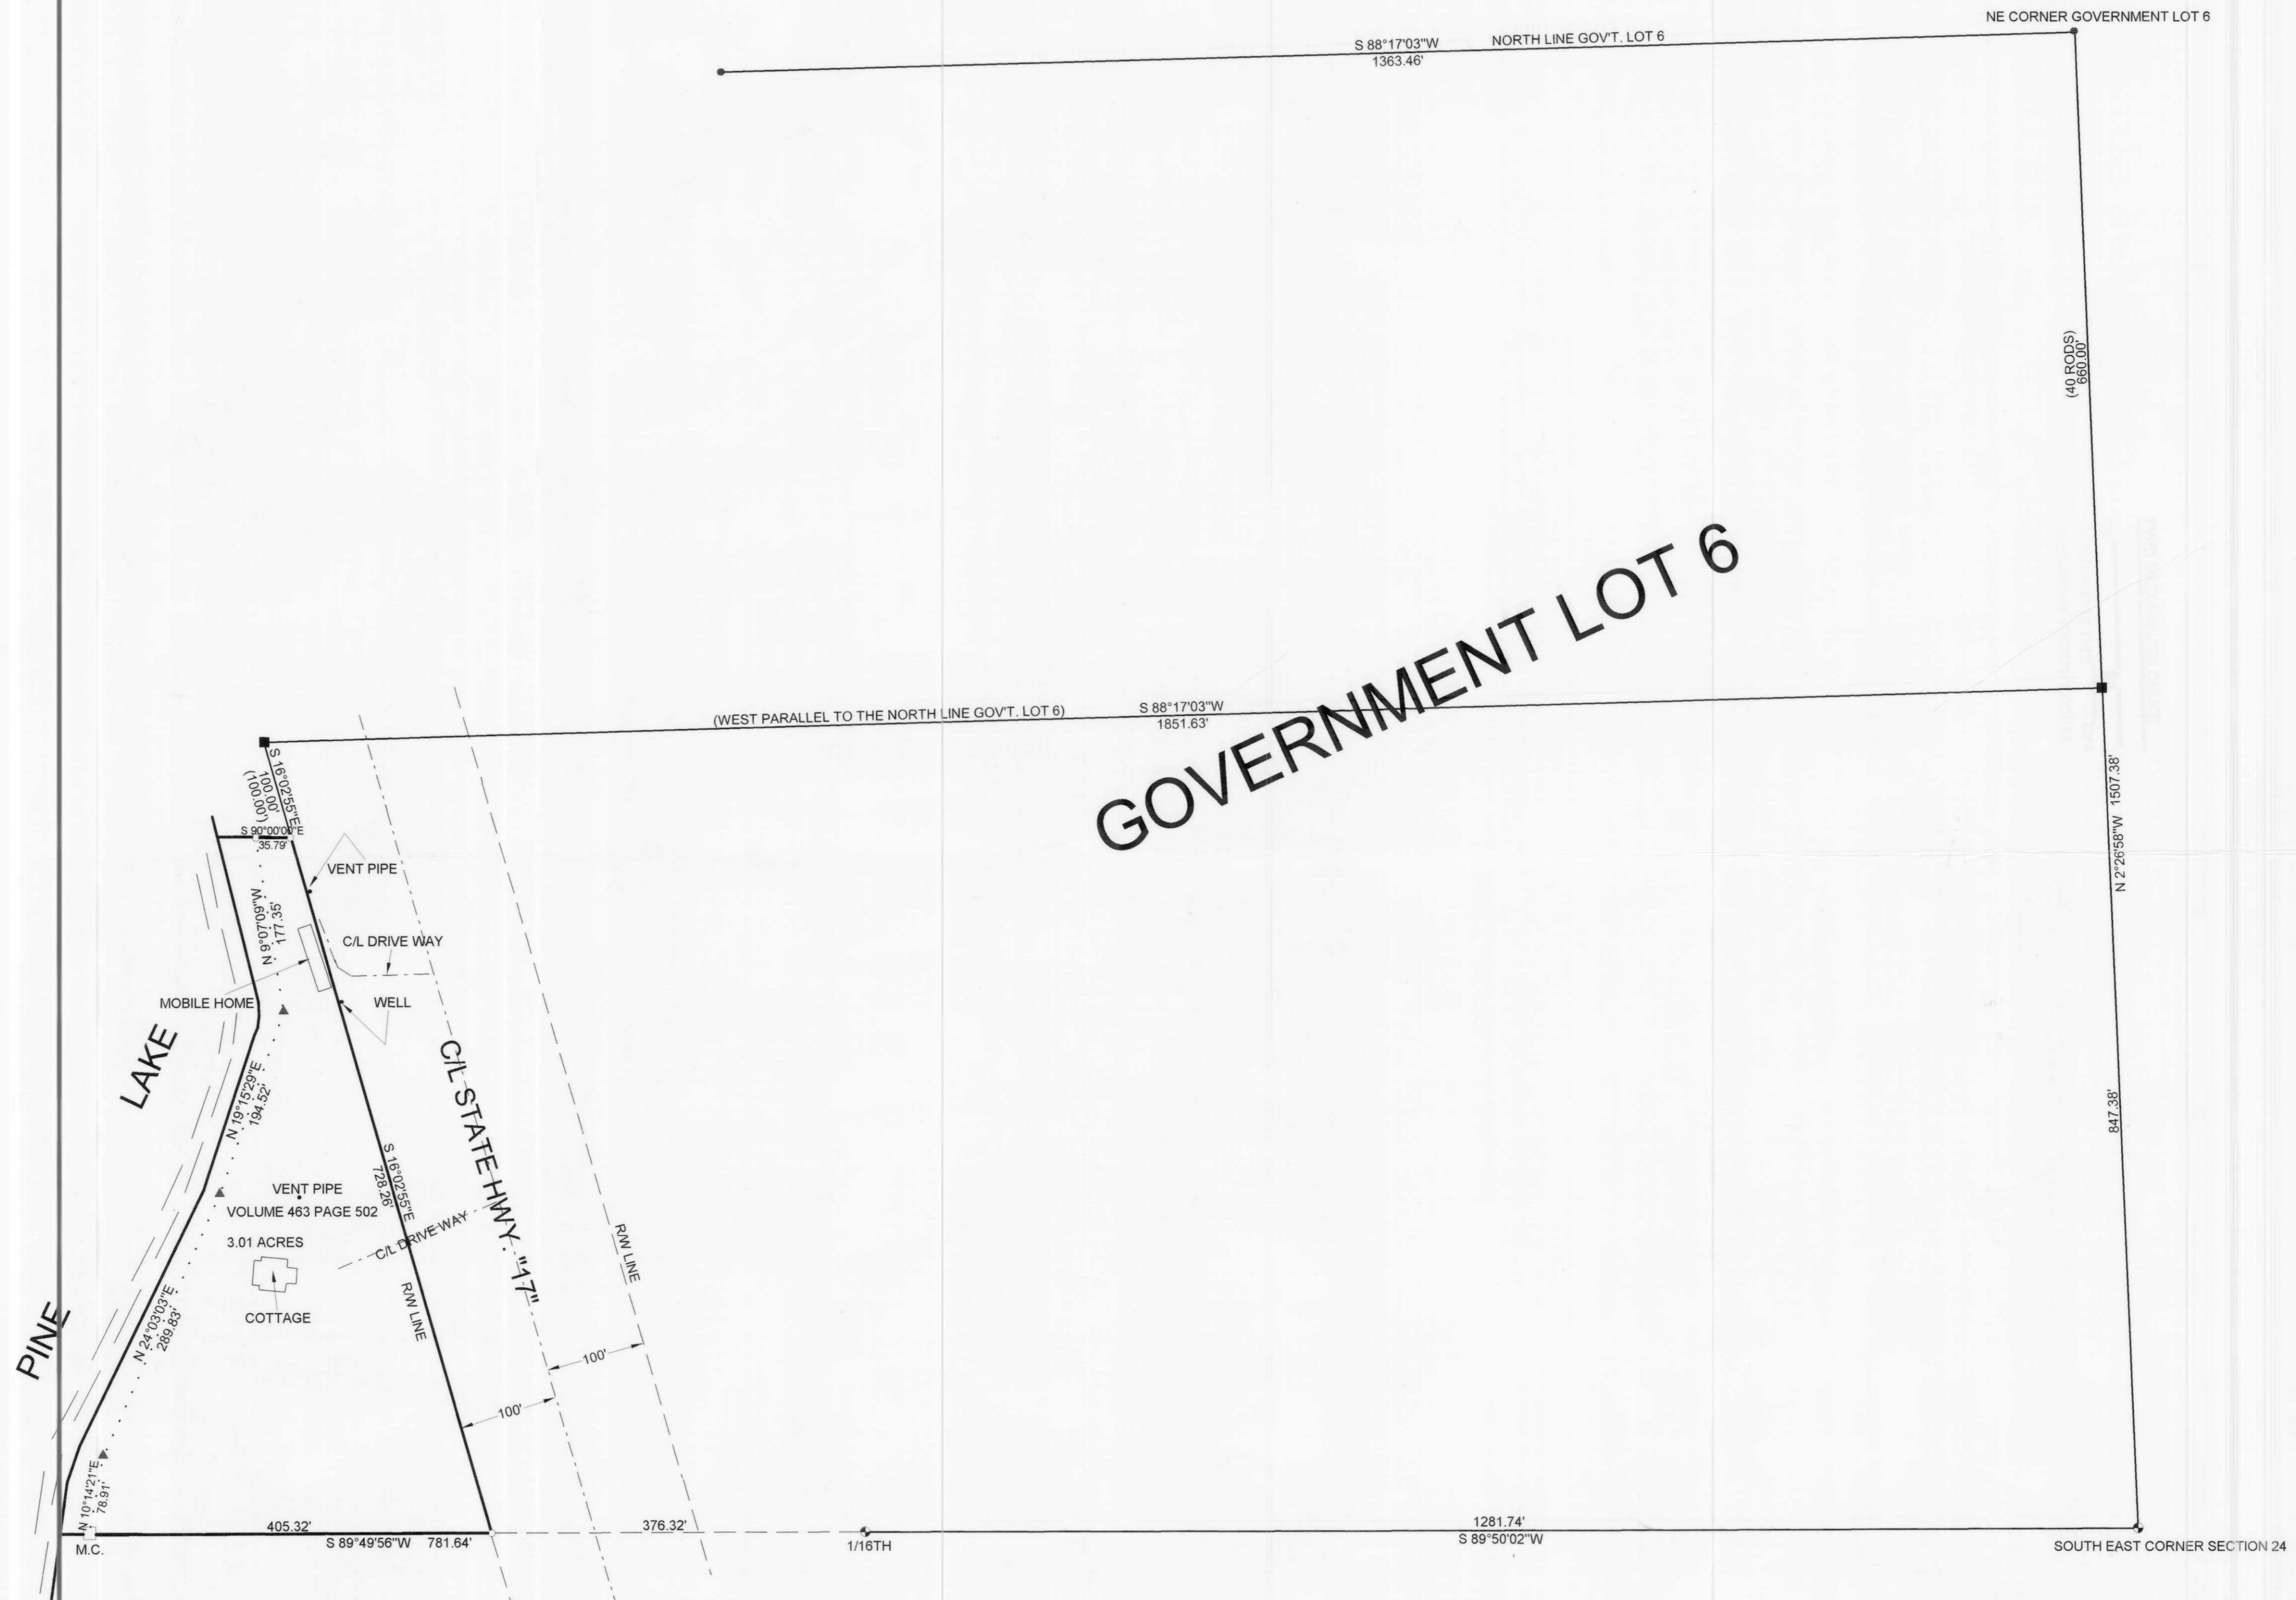 NE CORNER GOVERNMENT LOT 6
S 88°17'03"W
NORTH LINE GOV'T. LOT 6
1363.46'
(40 RODS)
660.00'
GOVERNMENT LOT 6
(WEST PARALLEL TO THE NORTH LINE GOV'T. LOT 6)
S 88°17'03"W
1851.63'
S 16°02'55"E
100.00'
(100.00')
S 90°00'00"E
35.79'
VENT PIPE
N 9°07'09"W
177.35'
C/L DRIVE WAY
MOBILE HOME
WELL
LAKE
PINE
N 19°15'29"E
194.52'
C/L STATE HWY. "17"
S 16°02'55"E
728.26'
VENT PIPE
VOLUME 463 PAGE 502
3.01 ACRES
C/L DRIVE WAY
COTTAGE
R/W LINE
R/W LINE
N 24°03'03"E
289.83'
100'
100'
N 10°14'21"E
78.91'
M.C.
405.32'
S 89°49'56"W 781.64'
376.32'
1/16TH
1281.74'
S 89°50'02"W
N 2°26'58"W 1507.38'
847.38'
SOUTH EAST CORNER SECTION 24